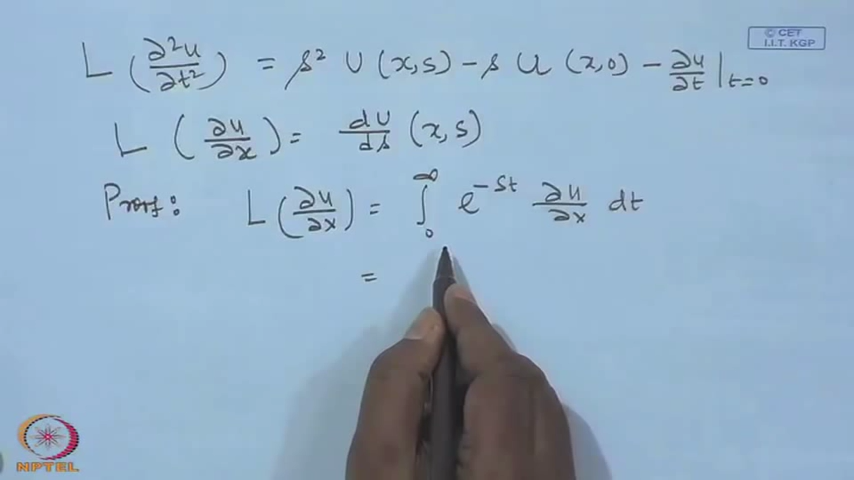 © CET
I.I.T. KGP
L (∂²u/∂t²) = s² U (x,s) - s u (x,0) - ∂u/∂t |t=0
L (∂u/∂x) = dU/ds (x,s)
Proof: L (∂u/∂x) = ∫₀^∞ e^{-st} ∂u/∂x dt
=
NPTEL